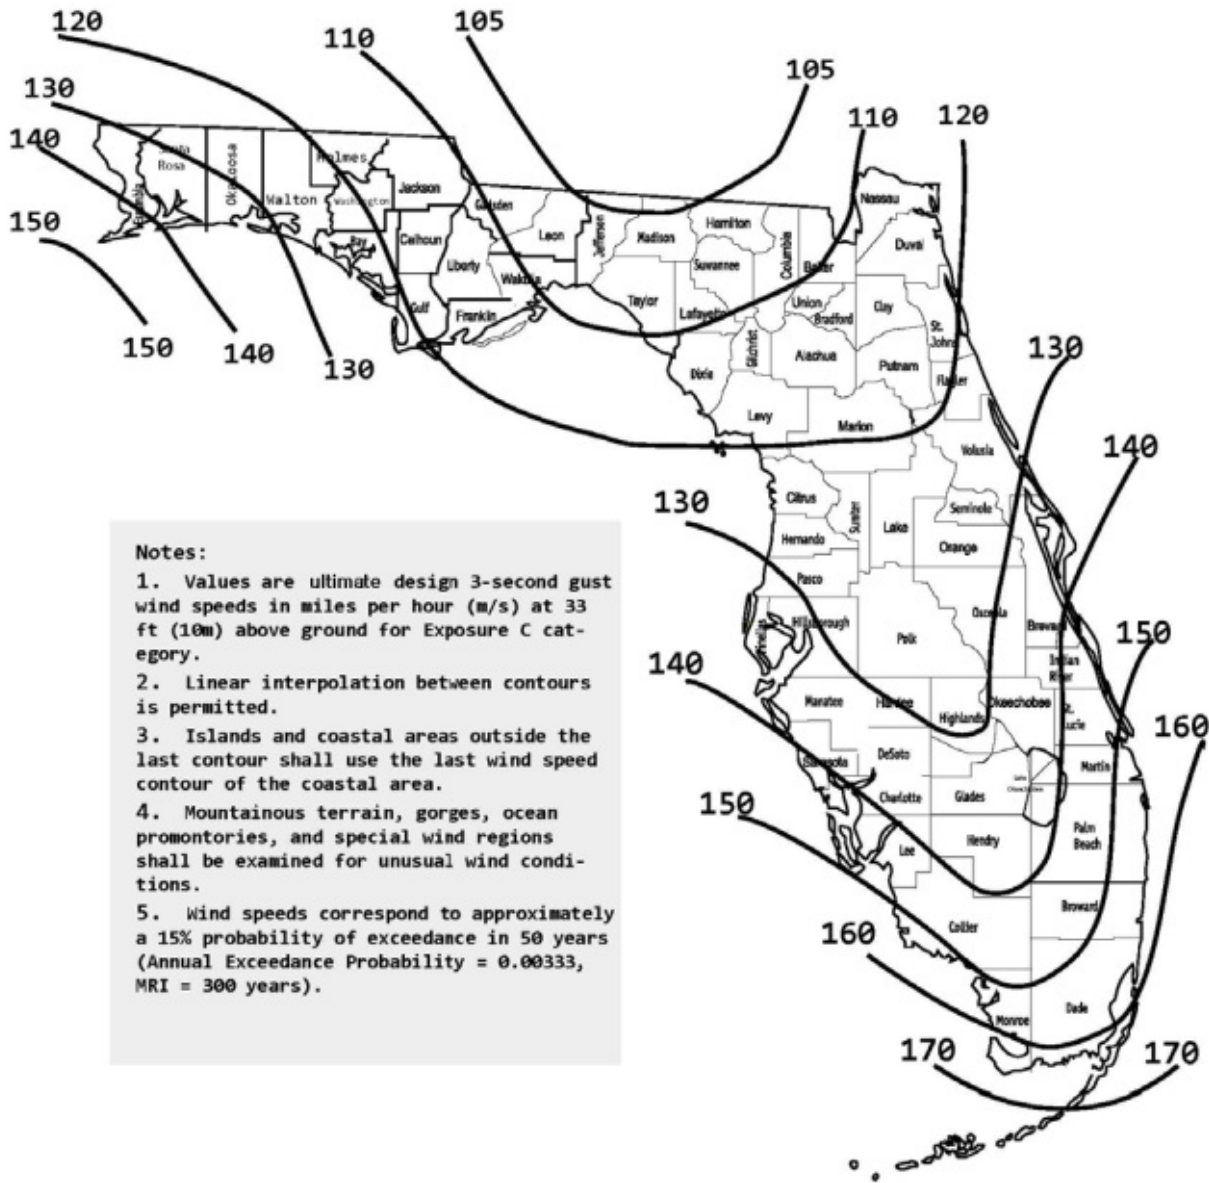 120
110
105
105
130
110
120
140
150
Santa
Rosa
Okaloosa
Walton
Holmes
Washington
Jackson
Bay
Calhoun
Gulf
Liberty
Gadsden
Franklin
Leon
Wakulla
Jefferson
Madison
Taylor
Hamilton
Suwannee
Lafayette
Columbia
Baker
Nassau
Duval
Union
Bradford
Clay
St.
Johns
150
140
130
Dixie
Gilchrist
Alachua
Putnam
Flagler
130
Levy
Marion
Volusia
140
130
Citrus
Sumter
Lake
Seminole
Hernando
Orange
Pasco
Pinellas
Hillsborough
Polk
Osceola
Brevard
150
Indian
River
140
Manatee
Hardee
Highlands
Okeechobee
St.
Lucie
160
Sarasota
DeSoto
Martin
150
Charlotte
Glades
Lake
Lee
Hendry
Palm
Beach
Broward
Collier
160
Monroe
Dade
170
170
Notes:
1. Values are ultimate design 3-second gust
wind speeds in miles per hour (m/s) at 33
ft (10m) above ground for Exposure C cat-
egory.
2. Linear interpolation between contours
is permitted.
3. Islands and coastal areas outside the
last contour shall use the last wind speed
contour of the coastal area.
4. Mountainous terrain, gorges, ocean
promontories, and special wind regions
shall be examined for unusual wind condi-
tions.
5. Wind speeds correspond to approximately
a 15% probability of exceedance in 50 years
(Annual Exceedance Probability = 0.00333,
MRI = 300 years).